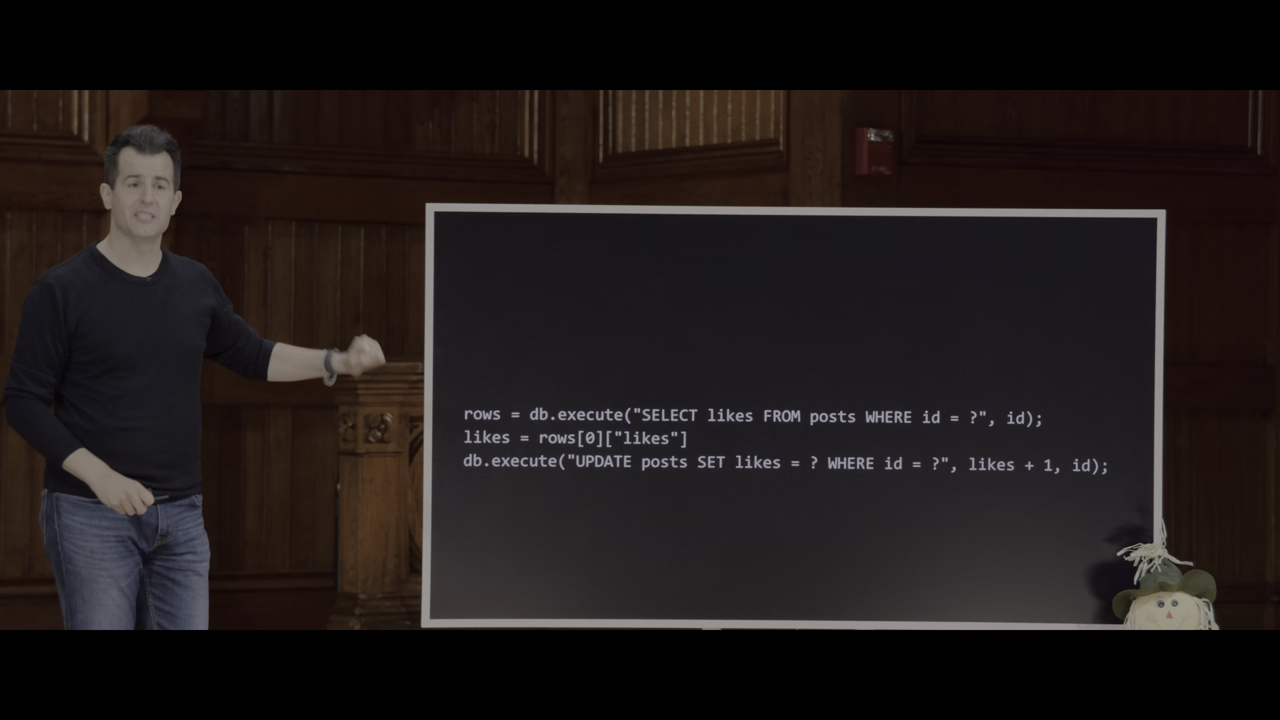 rows = db.execute("SELECT likes FROM posts WHERE id = ?", id);
likes = rows[0]["likes"]
db.execute("UPDATE posts SET likes = ? WHERE id = ?", likes + 1, id);